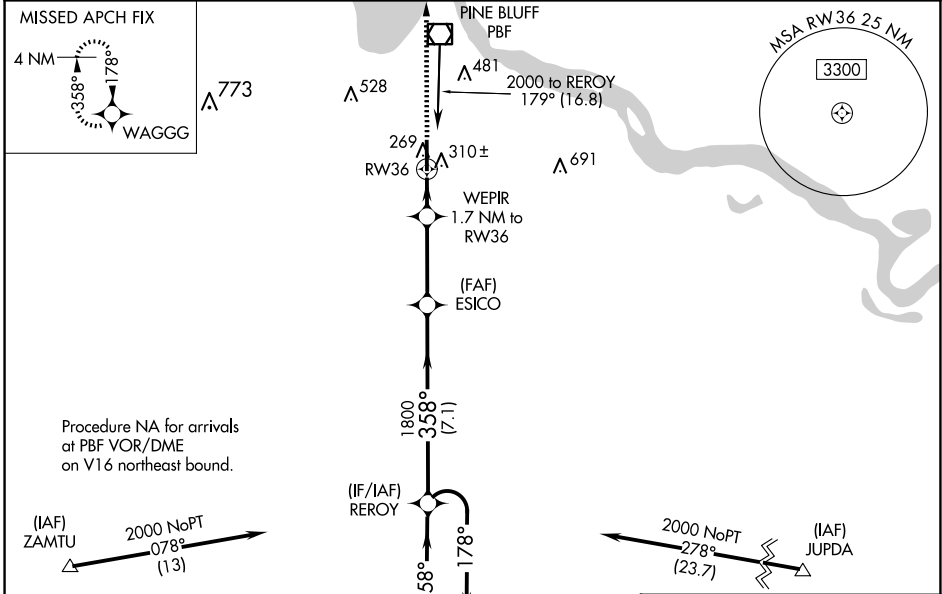 MISSED APCH FIX
4 NM
358°
178°
WAGGG
773
528
PINE BLUFF
PBF
481
2000 to REROY
179° (16.8)
MSA RW36 25 NM
3300
269
310±
691
RW36
WEPIR
1.7 NM to
RW36
(FAF)
ESICO
1800
358°
(7.1)
Procedure NA for arrivals
at PBF VOR/DME
on V16 northeast bound.
(IF/IAF)
REROY
(IAF)
ZAMTU
2000 NoPT
078°
(13)
58°
178°
2000 NoPT
278°
(23.7)
(IAF)
JUPDA